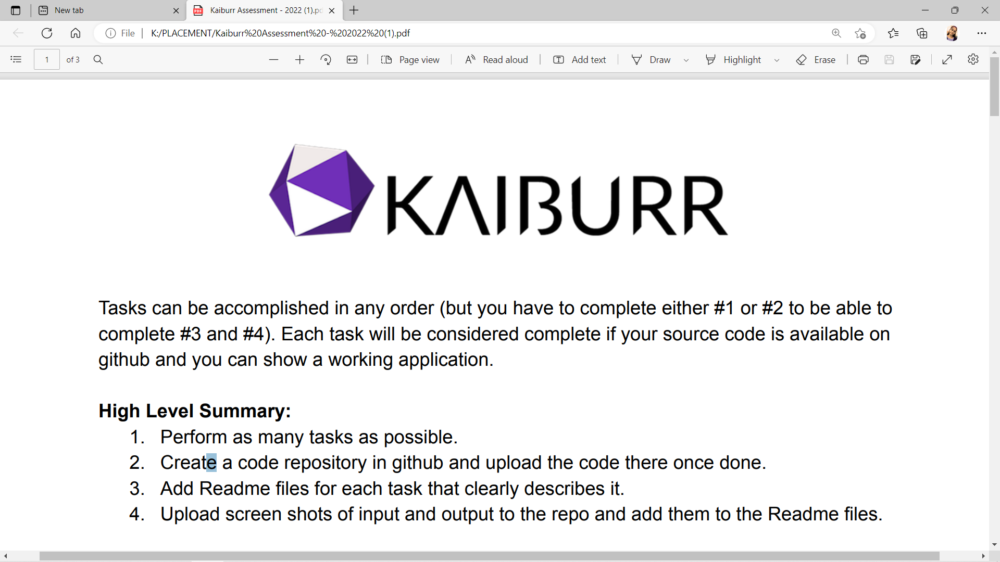 New tab
Kaiburr Assessment - 2022 (1).pd
File
K:/PLACEMENT/Kaiburr%20Assessment%20-%202022%20(1).pdf
1 of 3
Page view
Read aloud
Add text
Draw
Highlight
Erase
KAIBURR
Tasks can be accomplished in any order (but you have to complete either #1 or #2 to be able to
complete #3 and #4). Each task will be considered complete if your source code is available on
github and you can show a working application.
High Level Summary:
1. Perform as many tasks as possible.
2. Create a code repository in github and upload the code there once done.
3. Add Readme files for each task that clearly describes it.
4. Upload screen shots of input and output to the repo and add them to the Readme files.